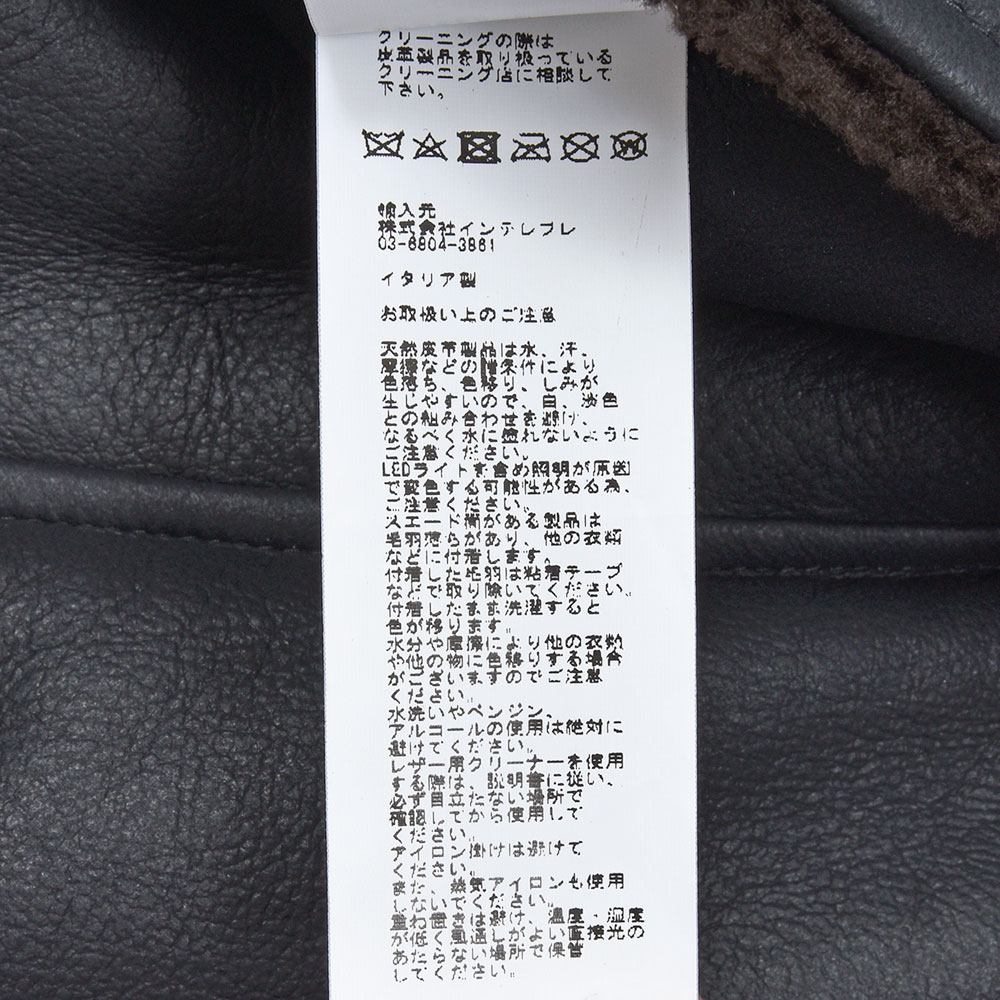 クリーニングの際は
皮革製品を取り扱っている
クリーニング店に相談して
下さい。
輸入元
株式会社インテレプレ
03-6804-3861
イタリア製
お取扱い上のご注意
天然皮革製品は水、汗、
摩擦などの諸条件により
色落ち、色移り、しみが
生じやすいので、白、淡色
との組み合わせを避け、
なるべく水に濡れないように
ご注意ください。
LEDライトを含め照明が原因
で変色する可能性がある為、
ご注意ください。
スエード面がある製品は
毛羽落ちがあり、他の衣類
などに付着します。
付着した毛羽は粘着テープ
などで取り除いてください。
付着したまま洗濯すると
色が移ります。
水分や摩擦により他の衣類
や他の物に色移りする場合
がございますのでご注意
ください。
水洗いやベンジン、
アルコールの使用は絶対に
避けてください。
レザー用クリーナーを使用
する際は、説明書に従い、
必ず目立たない場所で
確認してから使用して
ください。
アイロン掛けは避けて
ください。
また、蒸気アイロンも使用
しないでください。
重ね置きは避け、温度・湿度
が低く風通しがよい直接光の
あたらない場所で保管
してください。